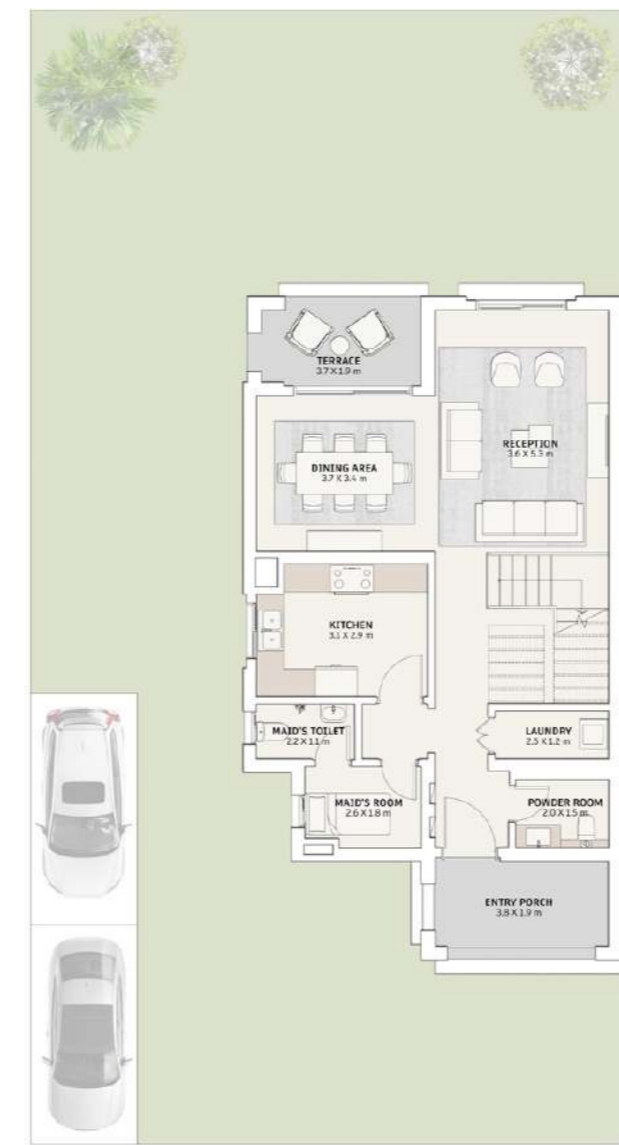 TERRACE
3.7 X 1.9 m
RECEPTION
3.6 X 5.3 m
DINING AREA
3.7 X 3.4 m
KITCHEN
3.1 X 2.9 m
MAID'S TOILET
2.2 X 1.1 m
LAUNDRY
2.5 X 1.2 m
MAID'S ROOM
2.6 X 1.8 m
POWDER ROOM
2.0 X 1.5 m
ENTRY PORCH
3.8 X 1.9 m